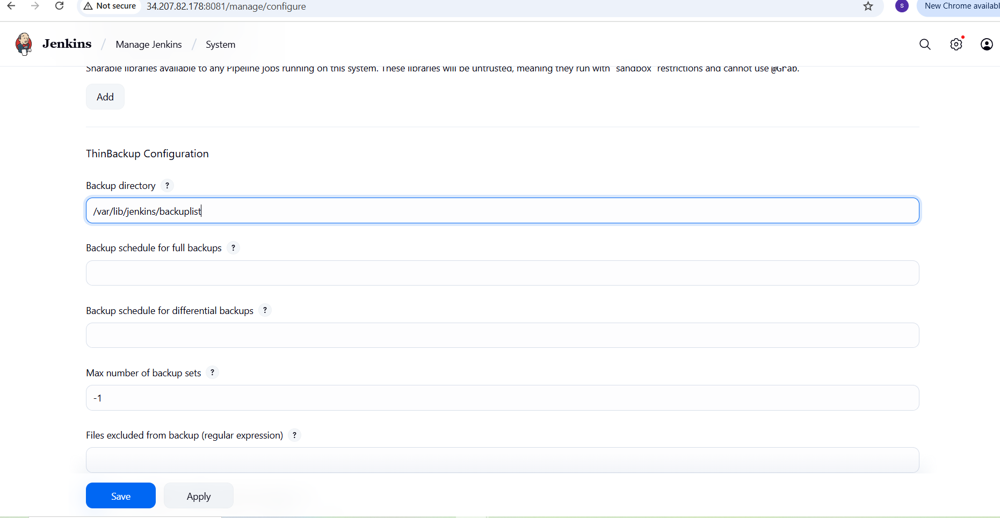 Not secure 34.207.82.178:8081/manage/configure S New Chrome availabl
Jenkins / Manage Jenkins / System
Sharable libraries available to any Pipeline jobs running on this system. These libraries will be untrusted, meaning they run with "sandbox" restrictions and cannot use @Grab.
Add
ThinBackup Configuration
Backup directory ?
/var/lib/jenkins/backuplist
Backup schedule for full backups ?
Backup schedule for differential backups ?
Max number of backup sets ?
-1
Files excluded from backup (regular expression) ?
Save Apply